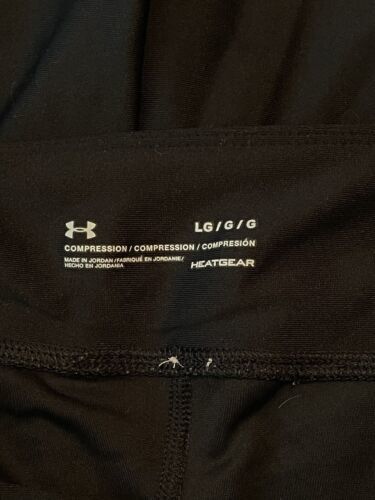 LG / G / G
COMPRESSION / COMPRESSION / COMPRESIÓN
MADE IN JORDAN / FABRIQUÉ EN JORDANIE /
HECHO EN JORDANIA
HEATGEAR